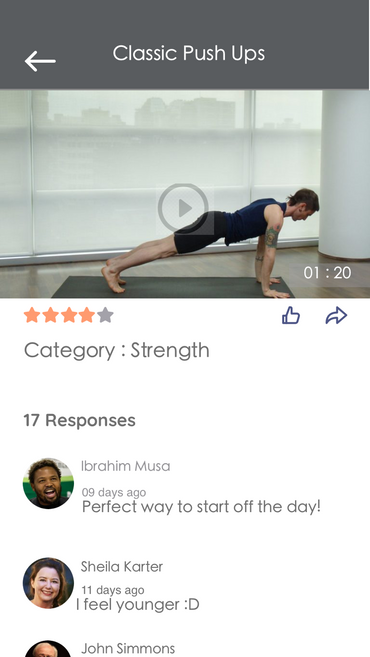 Classic Push Ups
01 : 20
Category : Strength
17 Responses
Ibrahim Musa
09 days ago
Perfect way to start off the day!
Sheila Karter
11 days ago
I feel younger :D
John Simmons